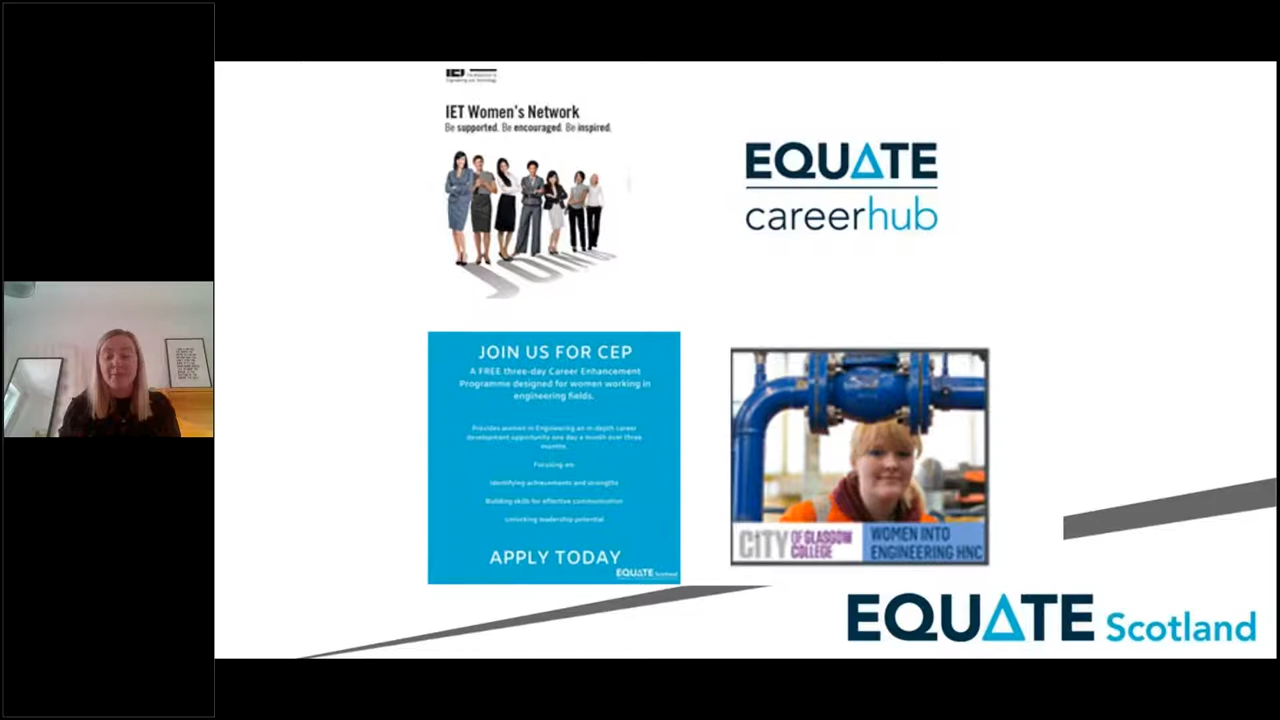 IET
IET Women's Network
Be supported. Be encouraged. Be inspired.
EQUATE
careerhub
JOIN US FOR CEP
A FREE three-day Career Enhancement
Programme designed for women working in
engineering fields.
Provides women in Engineering an in-depth career
development opportunity one day a month over three
months.
Focusing on:
Identifying achievements and strengths
Building skills for effective communication
Unlocking leadership potential
APPLY TODAY
EQUATE Scotland
CITY OF GLASGOW
COLLEGE
WOMEN INTO
ENGINEERING HNC
EQUATE Scotland